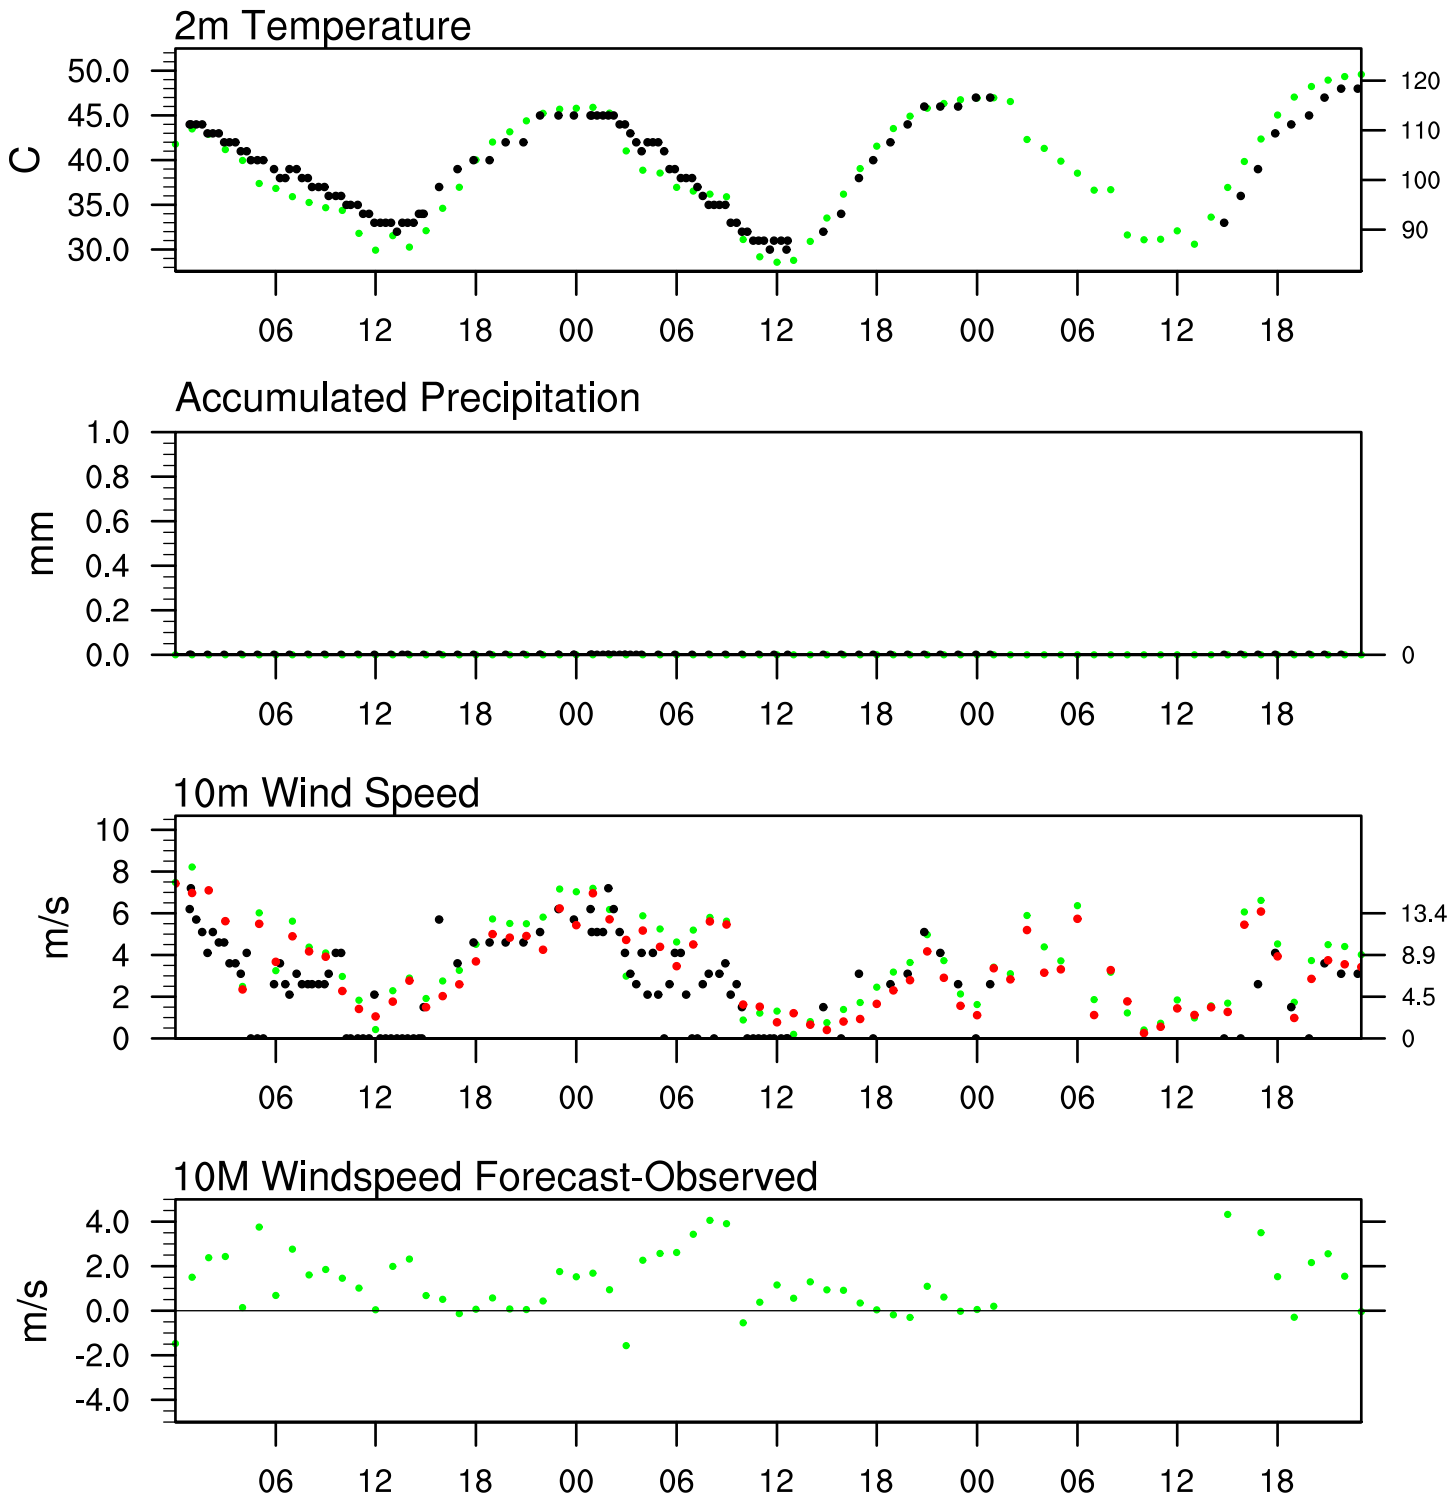 2m Temperature
50.0
45.0
40.0
35.0
30.0
C
120
110
100
90
06 12 18 00 06 12 18 00 06 12 18
Accumulated Precipitation
1.0
0.8
0.6
0.4
0.2
0.0
mm
0
06 12 18 00 06 12 18 00 06 12 18
10m Wind Speed
10
8
6
4
2
0
m/s
13.4
8.9
4.5
0
06 12 18 00 06 12 18 00 06 12 18
10M Windspeed Forecast-Observed
4.0
2.0
0.0
-2.0
-4.0
m/s
06 12 18 00 06 12 18 00 06 12 18